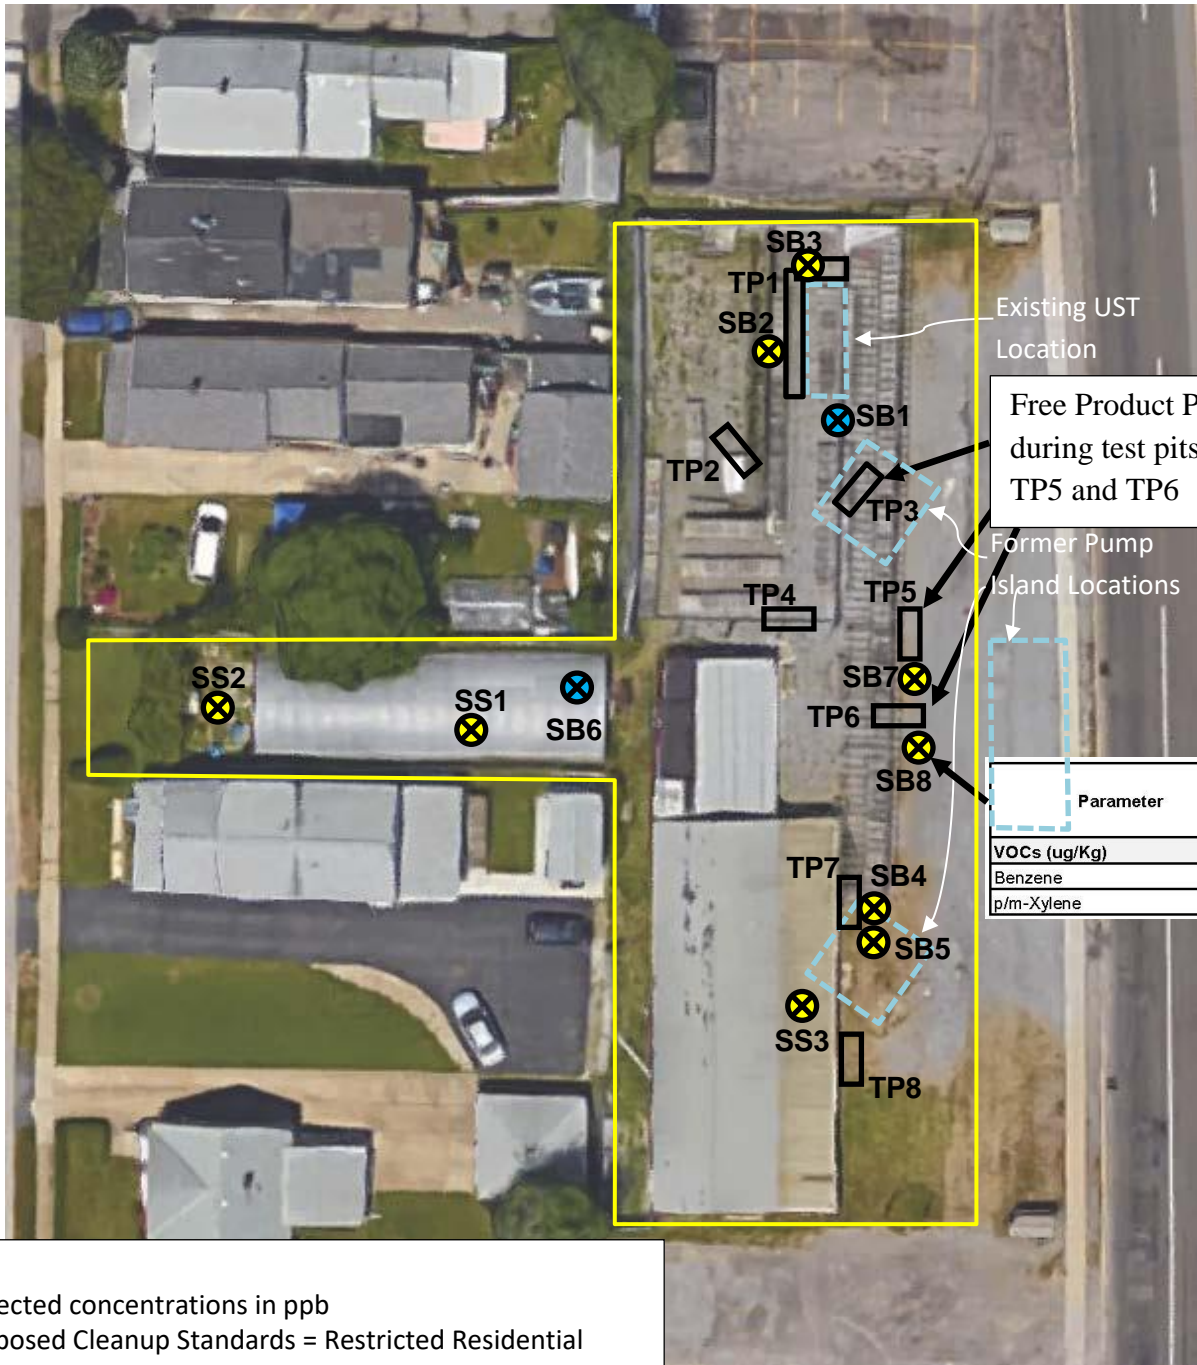 SB3
TP1
SB2
Existing UST
Location
SB1
Free Product P
during test pits
TP5 and TP6
TP2
TP3
Former Pump
Island Locations
TP4
TP5
SS2
SS1
SB6
SB7
TP6
SB8
Parameter
VOCs (ug/Kg)
Benzene
p/m-Xylene
TP7
SB4
SB5
SS3
TP8
ected concentrations in ppb
posed Cleanup Standards = Restricted Residential